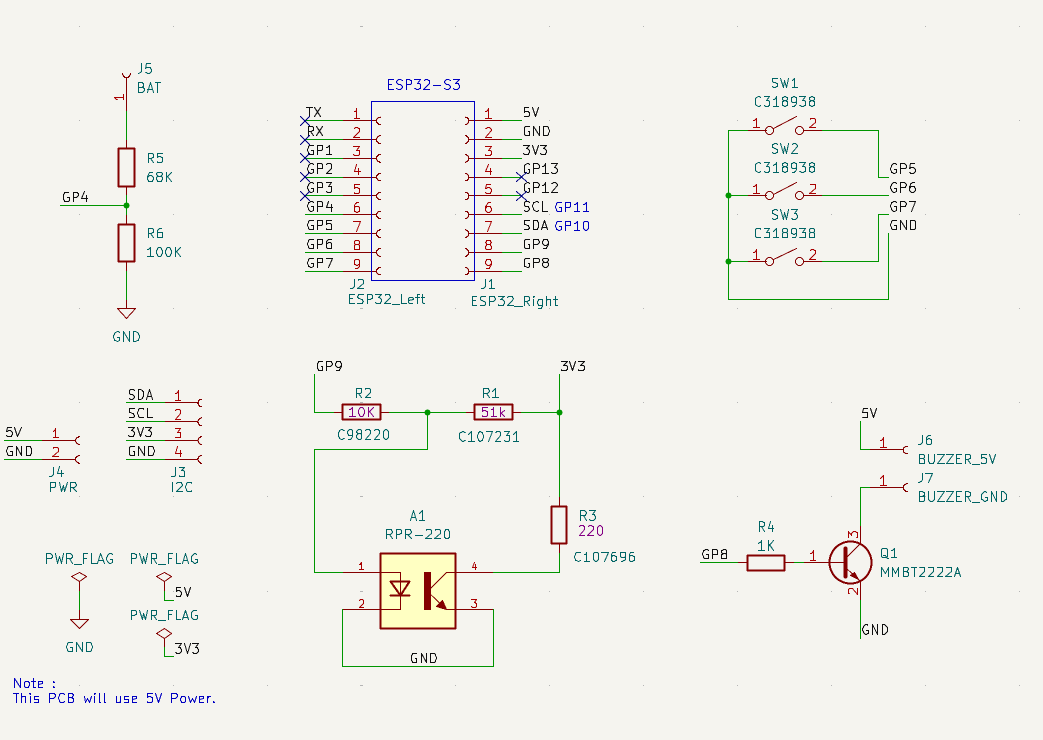 J5
BAT
1
R5
68K
GP4
R6
100K
GND
ESP32-S3
TX 1 1 5V
RX 2 2 GND
GP1 3 3 3V3
GP2 4 4 GP13
GP3 5 5 GP12
GP4 6 6 SCL GP11
GP5 7 7 SDA GP10
GP6 8 8 GP9
GP7 9 9 GP8
J2 J1
ESP32_Left ESP32_Right
SW1
C318938
1 2
SW2
C318938
1 2
SW3
C318938
1 2
GP5
GP6
GP7
GND
5V 1
GND 2
J4
PWR
SDA 1
SCL 2
3V3 3
GND 4
J3
I2C
GP9
3V3
R2 R1
10K 51k
C98220 C107231
R3
220
C107696
A1
RPR-220
1 4
2 3
GND
5V
1 J6
BUZZER_5V
1 J7
BUZZER_GND
R4
1K
GP8
1
3
2
Q1
MMBT2222A
GND
PWR_FLAG
GND
PWR_FLAG
5V
PWR_FLAG
3V3
Note :
This PCB will use 5V Power.